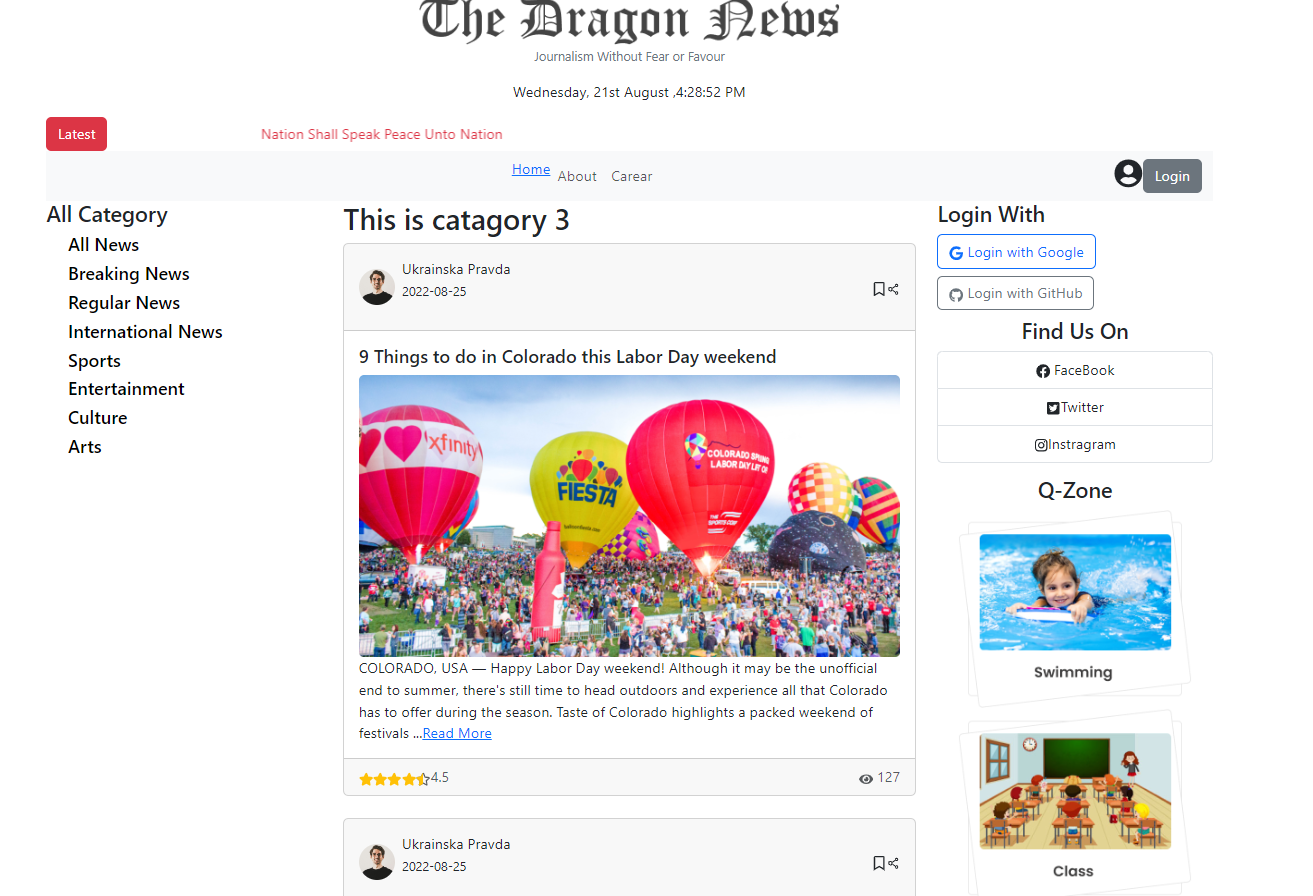 The Dragon News
Journalism Without Fear or Favour
Wednesday, 21st August ,4:28:52 PM
Latest
Nation Shall Speak Peace Unto Nation
Home About Carear
Login
All Category
All News
Breaking News
Regular News
International News
Sports
Entertainment
Culture
Arts
This is catagory 3
Ukrainska Pravda
2022-08-25
9 Things to do in Colorado this Labor Day weekend
xfinity
FIESTA
COLORADO SPRING
LABOR DAY LIFT OF
THE
SPORTS CORP
COLORADO, USA — Happy Labor Day weekend! Although it may be the unofficial
end to summer, there's still time to head outdoors and experience all that Colorado
has to offer during the season. Taste of Colorado highlights a packed weekend of
festivals ...Read More
4.5
127
Ukrainska Pravda
2022-08-25
Login With
Login with Google
Login with GitHub
Find Us On
FaceBook
Twitter
Instragram
Q-Zone
Swimming
Class